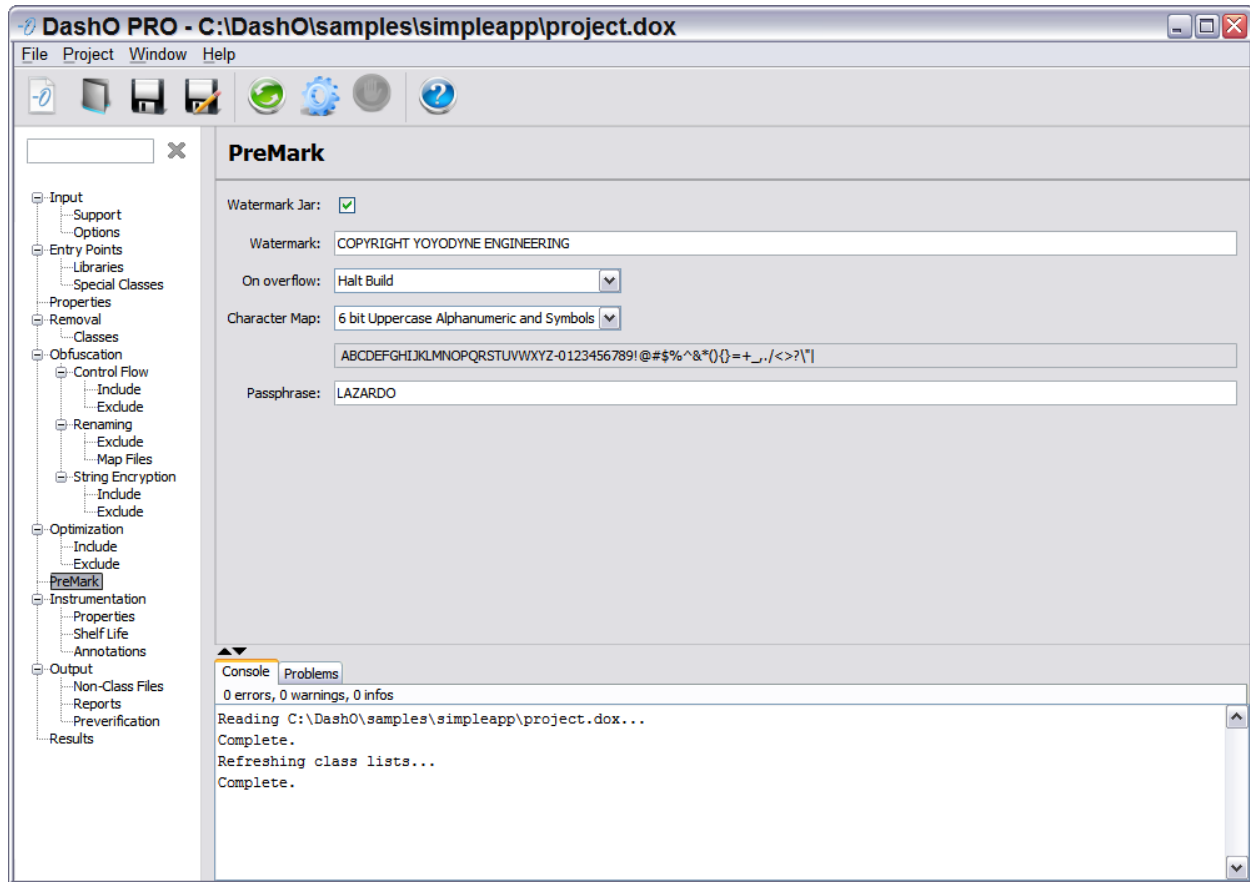 DashO PRO - C:\DashO\samples\simpleapp\project.dox
File Project Window Help
Input
Support
Options
Entry Points
Libraries
Special Classes
Properties
Removal
Classes
Obfuscation
Control Flow
Include
Exclude
Renaming
Exclude
Map Files
String Encryption
Include
Exclude
Optimization
Include
Exclude
PreMark
Instrumentation
Properties
Shelf Life
Annotations
Output
Non-Class Files
Reports
Preverification
Results
PreMark
Watermark Jar:
Watermark: COPYRIGHT YOYODYNE ENGINEERING
On overflow: Halt Build
Character Map: 6 bit Uppercase Alphanumeric and Symbols
ABCDEFGHIJKLMNOPQRSTUVWXYZ-0123456789!@#$%^&*(){}=+_,./<>?\"|
Passphrase: LAZARDO
Console Problems
0 errors, 0 warnings, 0 infos
Reading C:\DashO\samples\simpleapp\project.dox...
Complete.
Refreshing class lists...
Complete.